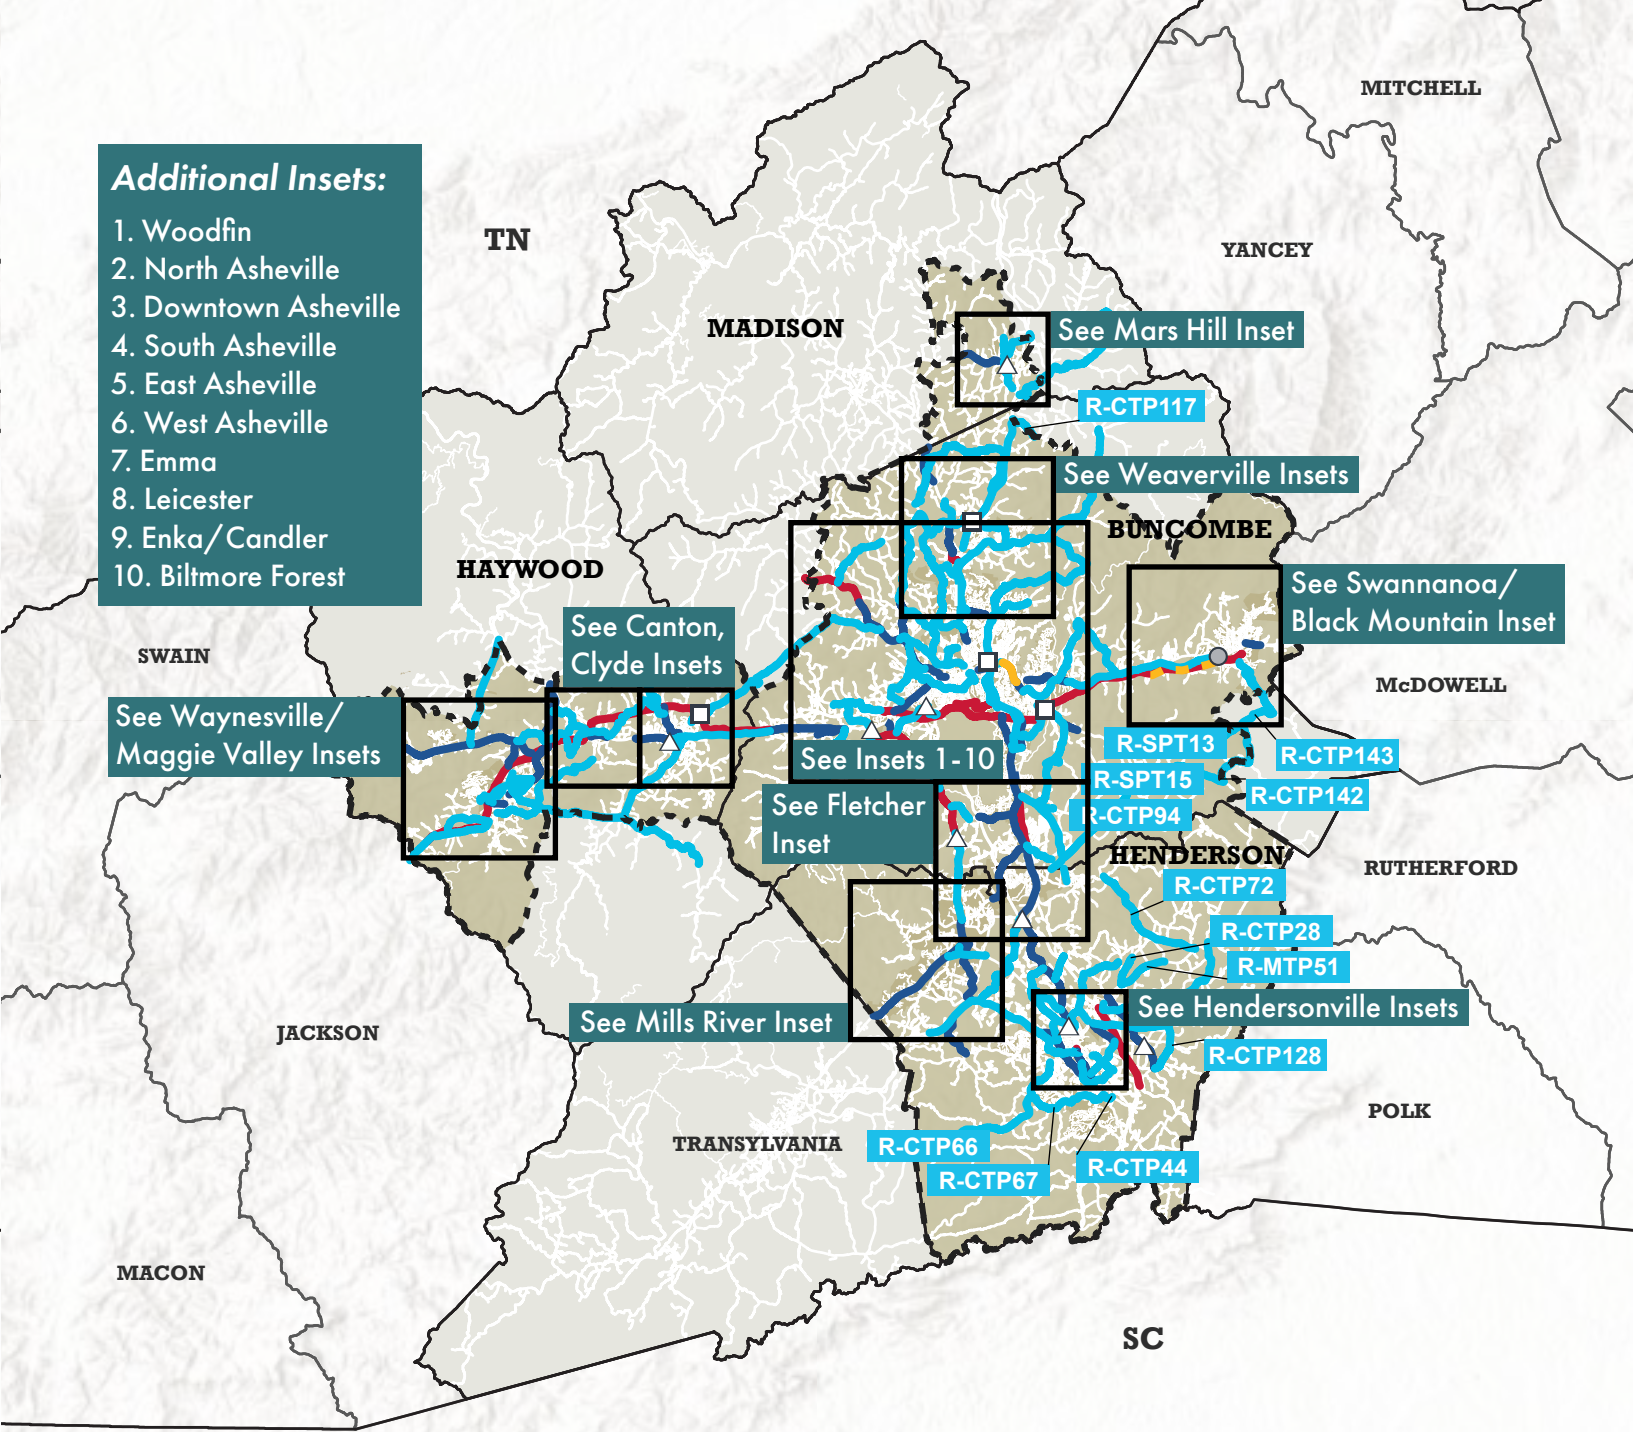 MITCHELL
Additional Insets:
1. Woodfin
2. North Asheville
3. Downtown Asheville
4. South Asheville
5. East Asheville
6. West Asheville
7. Emma
8. Leicester
9. Enka/Candler
10. Biltmore Forest
TN
YANCEY
MADISON
See Mars Hill Inset
R-CTP117
See Weaverville Insets
BUNCOMBE
HAYWOOD
See Swannanoa/
Black Mountain Inset
See Canton,
Clyde Insets
SWAIN
McDOWELL
See Waynesville/
Maggie Valley Insets
R-SPT13
R-CTP143
See Insets 1-10
R-SPT15
R-CTP142
See Fletcher
Inset
R-CTP94
HENDERSON
RUTHERFORD
R-CTP72
R-CTP28
R-MTP51
See Hendersonville Insets
See Mills River Inset
JACKSON
R-CTP128
POLK
TRANSYLVANIA
R-CTP66
R-CTP67
R-CTP44
MACON
SC